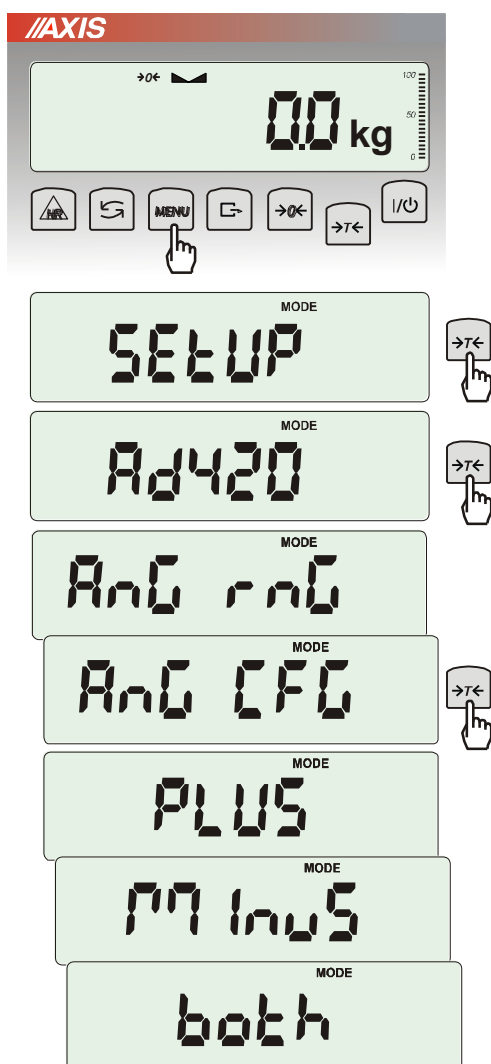 //AXIS
→0←
100
50
0
0.0 kg
HR
MENU
→0←
→T←
I/⏻
MODE
SEtUP
→T←
MODE
Ad420
→T←
MODE
AnG rnG
MODE
AnG CFG
→T←
MODE
PLUS
MODE
MInuS
MODE
both